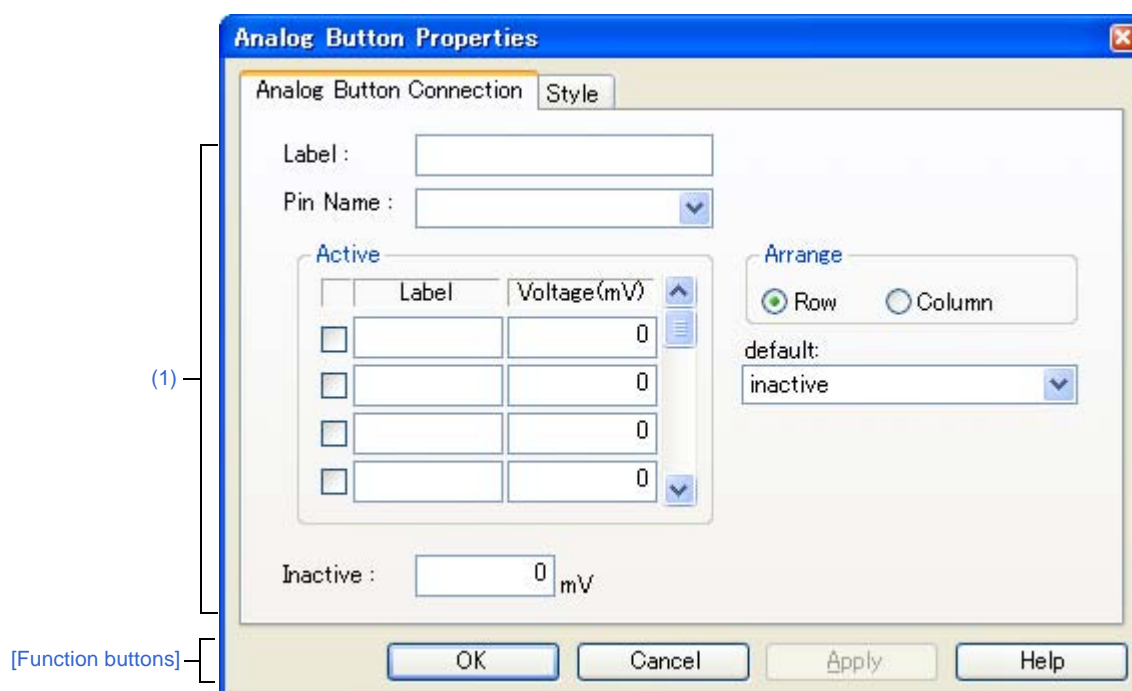 Analog Button Properties
Analog Button Connection Style
Label :
Pin Name :
Active
Label Voltage(mV)
0
0
0
0
Arrange
Row Column
default:
inactive
Inactive : 0 mV
(1)
[Function buttons]
OK Cancel Apply Help